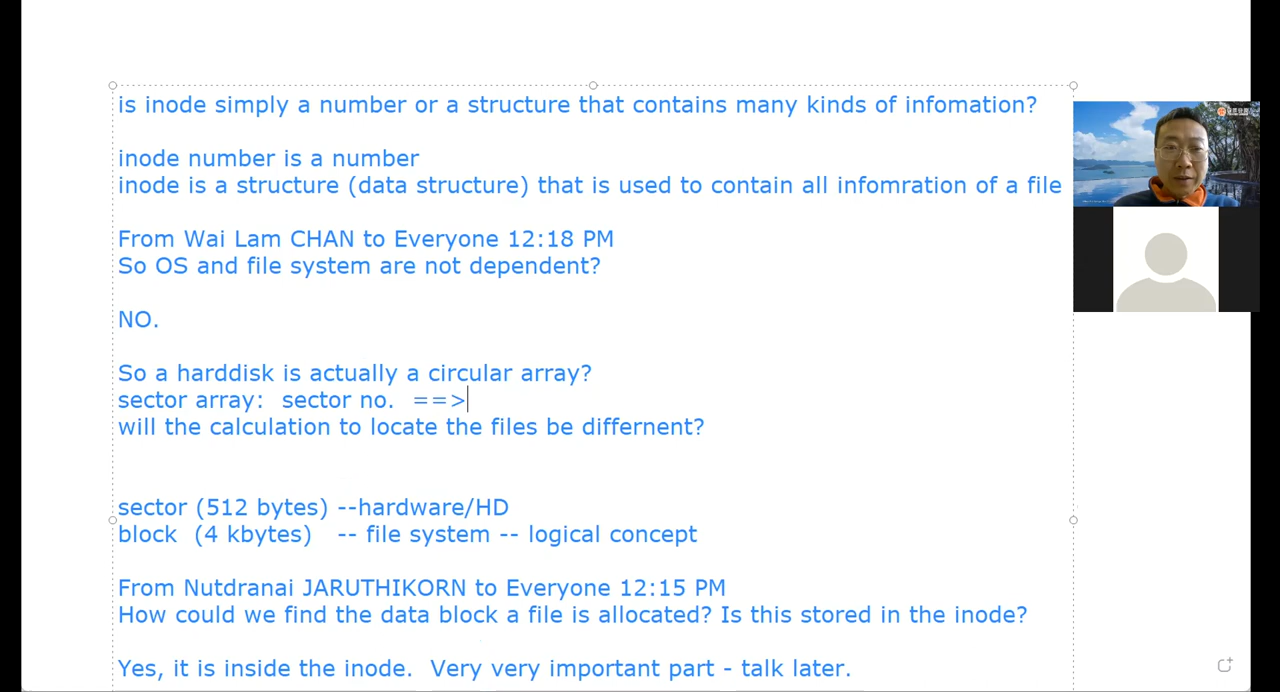 is inode simply a number or a structure that contains many kinds of infomation?
inode number is a number
inode is a structure (data structure) that is used to contain all infomration of a file
From Wai Lam CHAN to Everyone 12:18 PM
So OS and file system are not dependent?
NO.
So a harddisk is actually a circular array?
sector array:  sector no.  ==>
will the calculation to locate the files be differnent?
sector (512 bytes) --hardware/HD
block  (4 kbytes)   -- file system -- logical concept
From Nutdranai JARUTHIKORN to Everyone 12:15 PM
How could we find the data block a file is allocated? Is this stored in the inode?
Yes, it is inside the inode.  Very very important part - talk later.